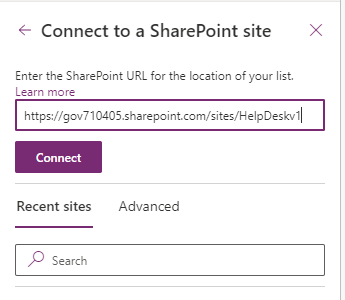 Connect to a SharePoint site
Enter the SharePoint URL for the location of your list.
Learn more
https://gov710405.sharepoint.com/sites/HelpDeskv1
Connect
Recent sites Advanced
Search